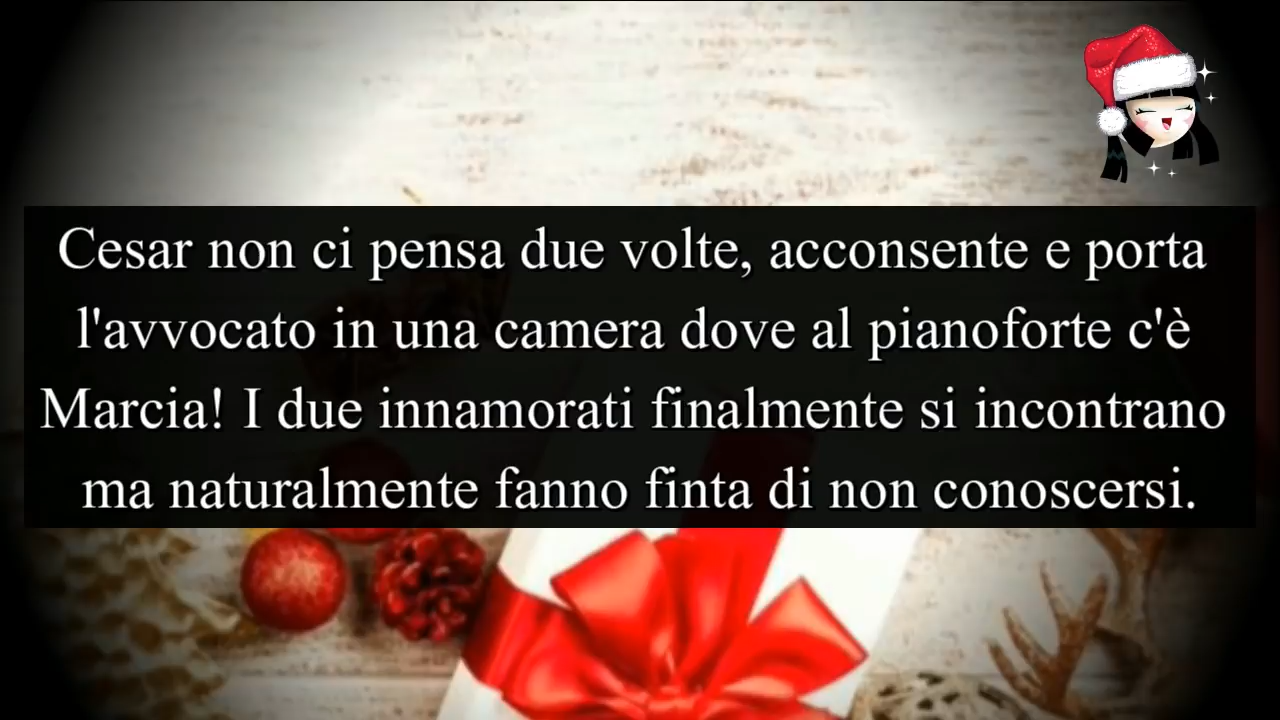 Cesar non ci pensa due volte, acconsente e porta
l'avvocato in una camera dove al pianoforte c'è
Marcia! I due innamorati finalmente si incontrano
ma naturalmente fanno finta di non conoscersi.